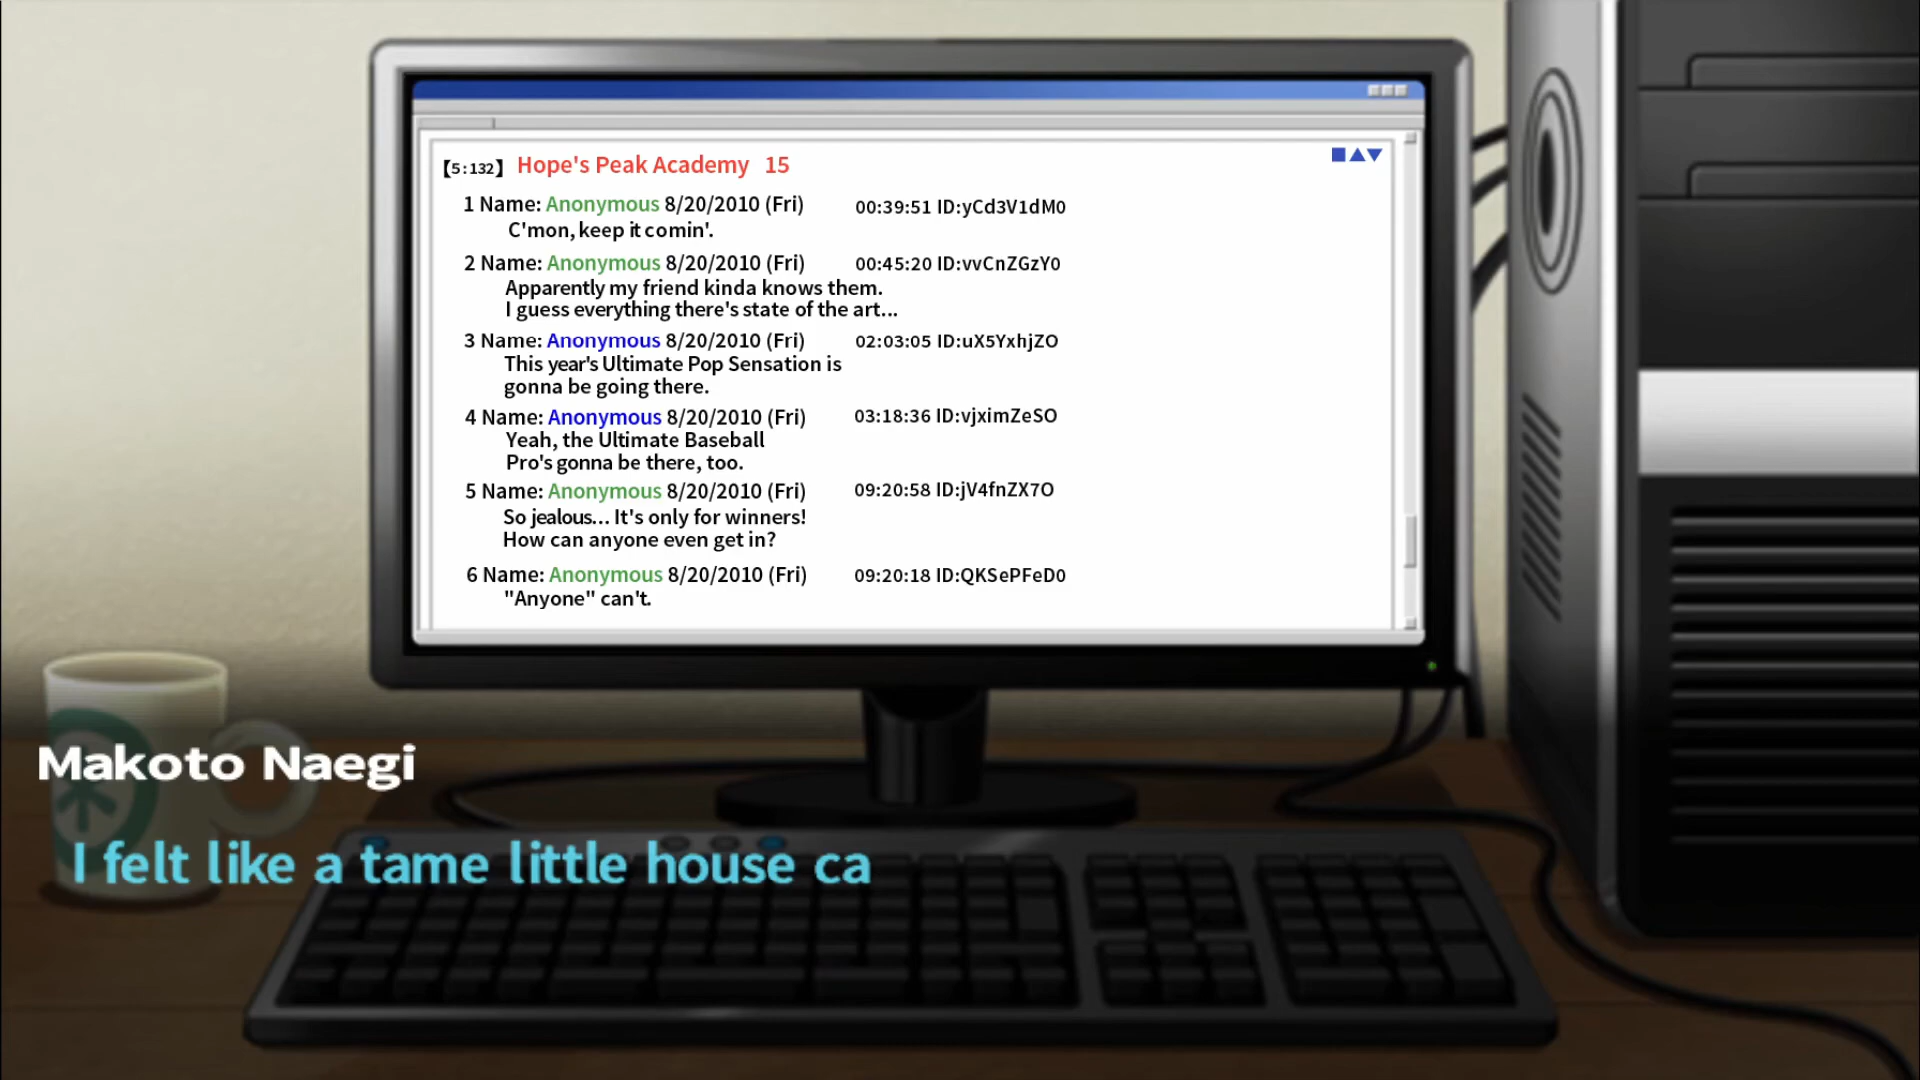 【5:132】 Hope's Peak Academy 15
1 Name: Anonymous 8/20/2010 (Fri) 00:39:51 ID:yCd3V1dM0
C'mon, keep it comin'.
2 Name: Anonymous 8/20/2010 (Fri) 00:45:20 ID:vvCnZGzY0
Apparently my friend kinda knows them.
I guess everything there's state of the art...
3 Name: Anonymous 8/20/2010 (Fri) 02:03:05 ID:uX5YxhjZO
This year's Ultimate Pop Sensation is
gonna be going there.
4 Name: Anonymous 8/20/2010 (Fri) 03:18:36 ID:vjximZeSO
Yeah, the Ultimate Baseball
Pro's gonna be there, too.
5 Name: Anonymous 8/20/2010 (Fri) 09:20:58 ID:jV4fnZX7O
So jealous... It's only for winners!
How can anyone even get in?
6 Name: Anonymous 8/20/2010 (Fri) 09:20:18 ID:QKSePFeD0
"Anyone" can't.
Makoto Naegi
I felt like a tame little house ca